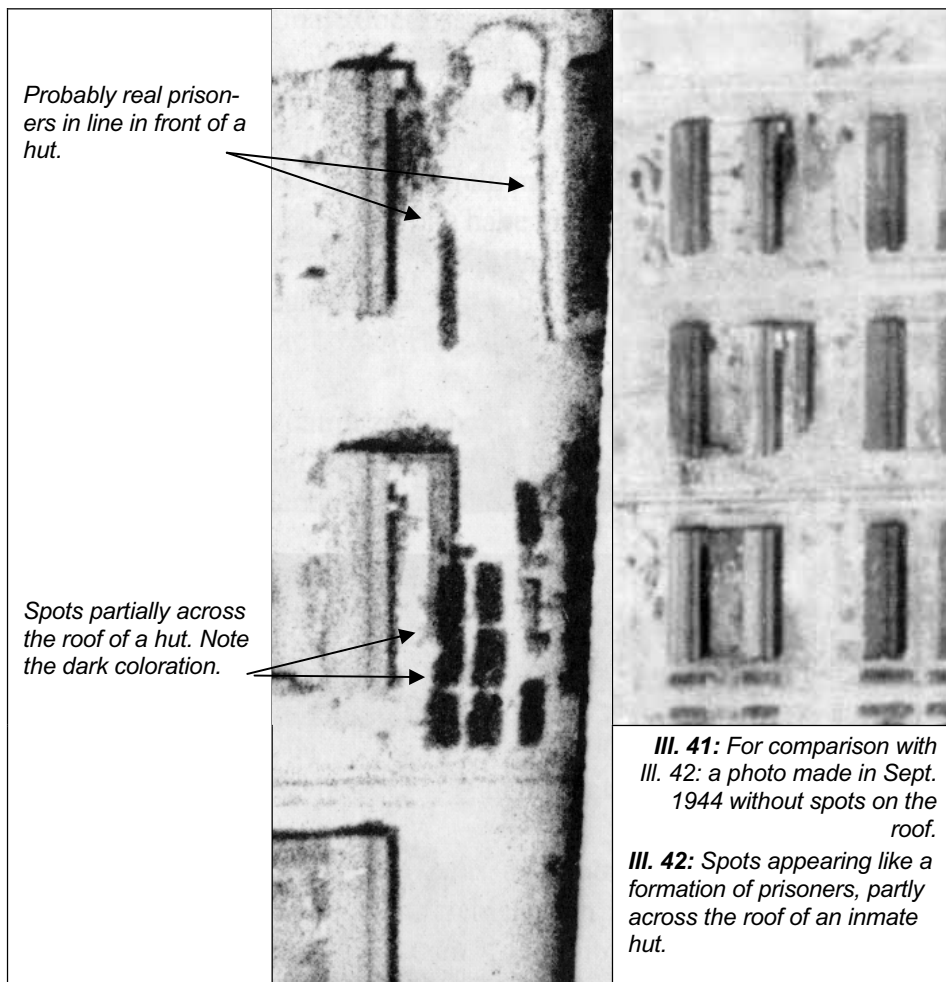 Probably real prison-
ers in line in front of a
hut.
Spots partially across
the roof of a hut. Note
the dark coloration.
Ill. 41: For comparison with
Ill. 42: a photo made in Sept.
1944 without spots on the
roof.
Ill. 42: Spots appearing like a
formation of prisoners, partly
across the roof of an inmate
hut.